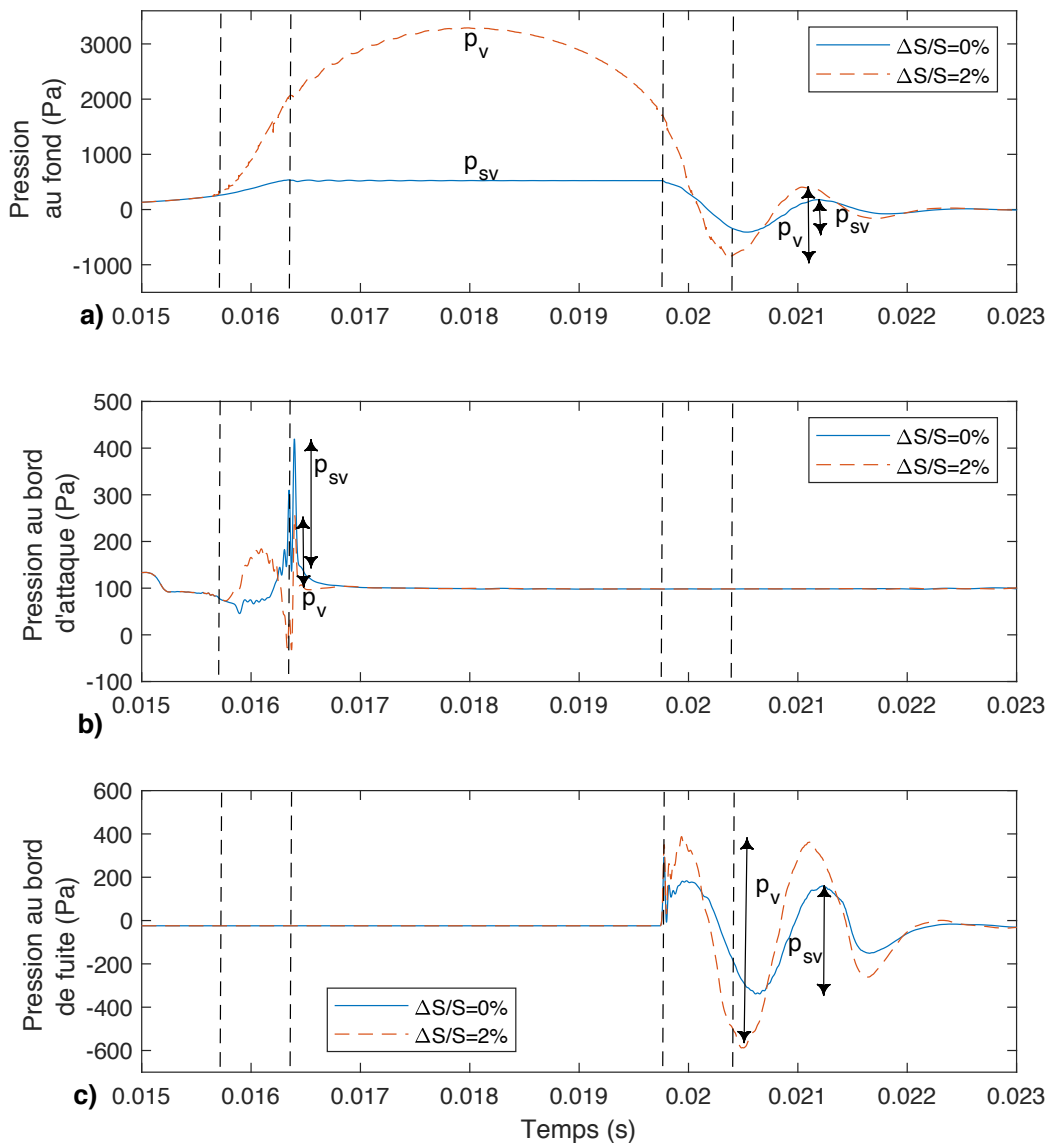 Pression
au fond (Pa)
3000
2000
1000
0
-1000
p_v
p_sv
p_v
p_sv
ΔS/S=0%
ΔS/S=2%
a)
0.015 0.016 0.017 0.018 0.019 0.02 0.021 0.022 0.023
Pression au bord
d'attaque (Pa)
500
400
300
200
100
0
-100
p_sv
p_v
ΔS/S=0%
ΔS/S=2%
b)
0.015 0.016 0.017 0.018 0.019 0.02 0.021 0.022 0.023
Pression au bord
de fuite (Pa)
600
400
200
0
-200
-400
-600
p_v
p_sv
ΔS/S=0%
ΔS/S=2%
c)
0.015 0.016 0.017 0.018 0.019 0.02 0.021 0.022 0.023
Temps (s)